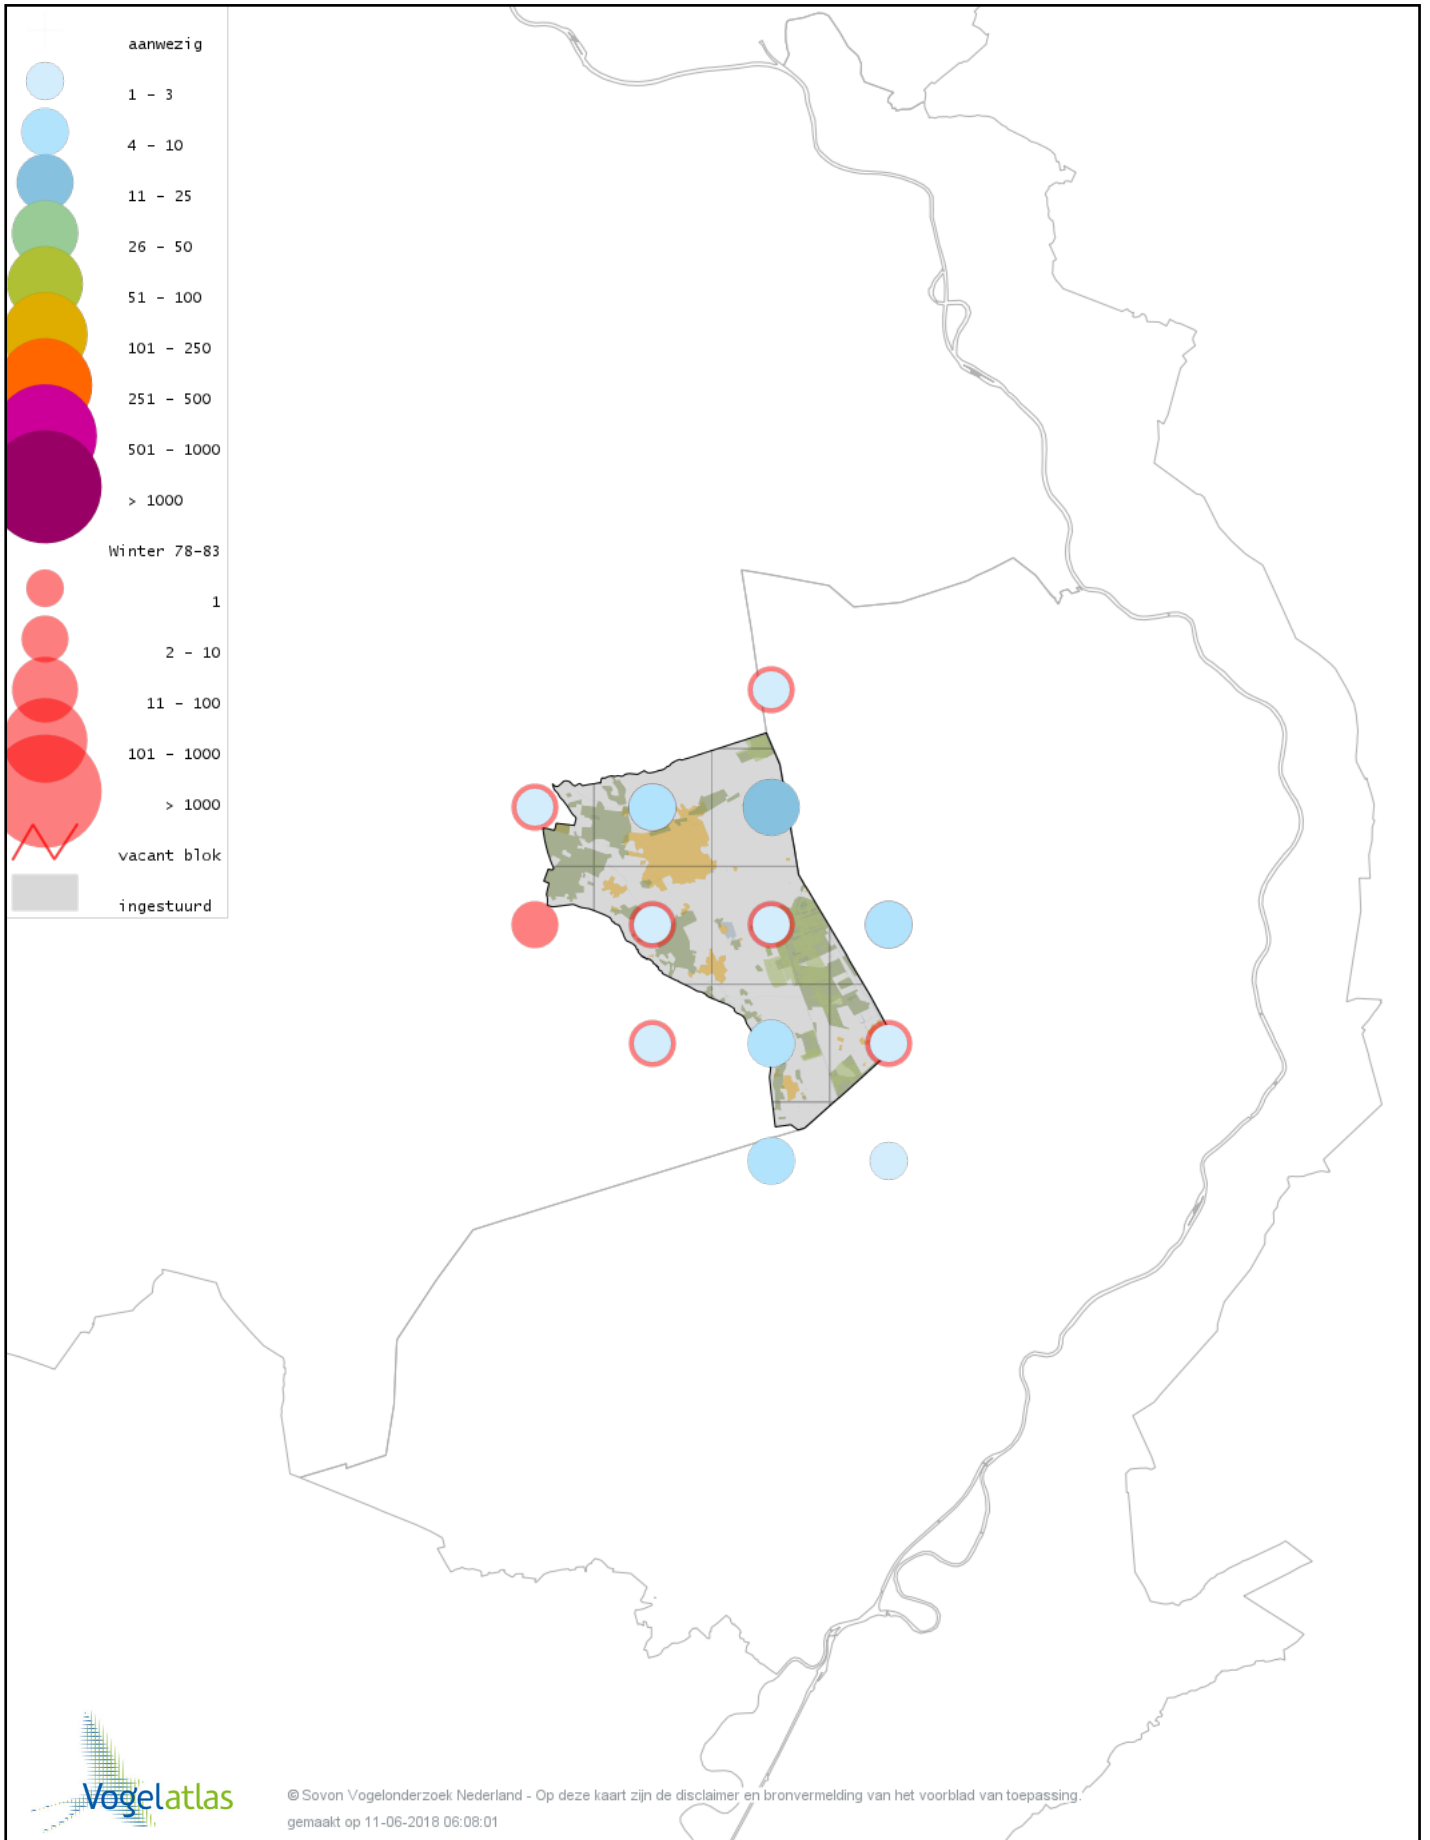 aanwezig
1 - 3
4 - 10
11 - 25
26 - 50
51 - 100
101 - 250
251 - 500
501 - 1000
> 1000
Winter 78-83
1
2 - 10
11 - 100
101 - 1000
> 1000
vacant blok
ingestuurd
Vogelatlas
© Sovon Vogelonderzoek Nederland - Op deze kaart zijn de disclaimer en bronvermelding van het voorblad van toepassing.
gemaakt op 11-06-2018 06:08:01